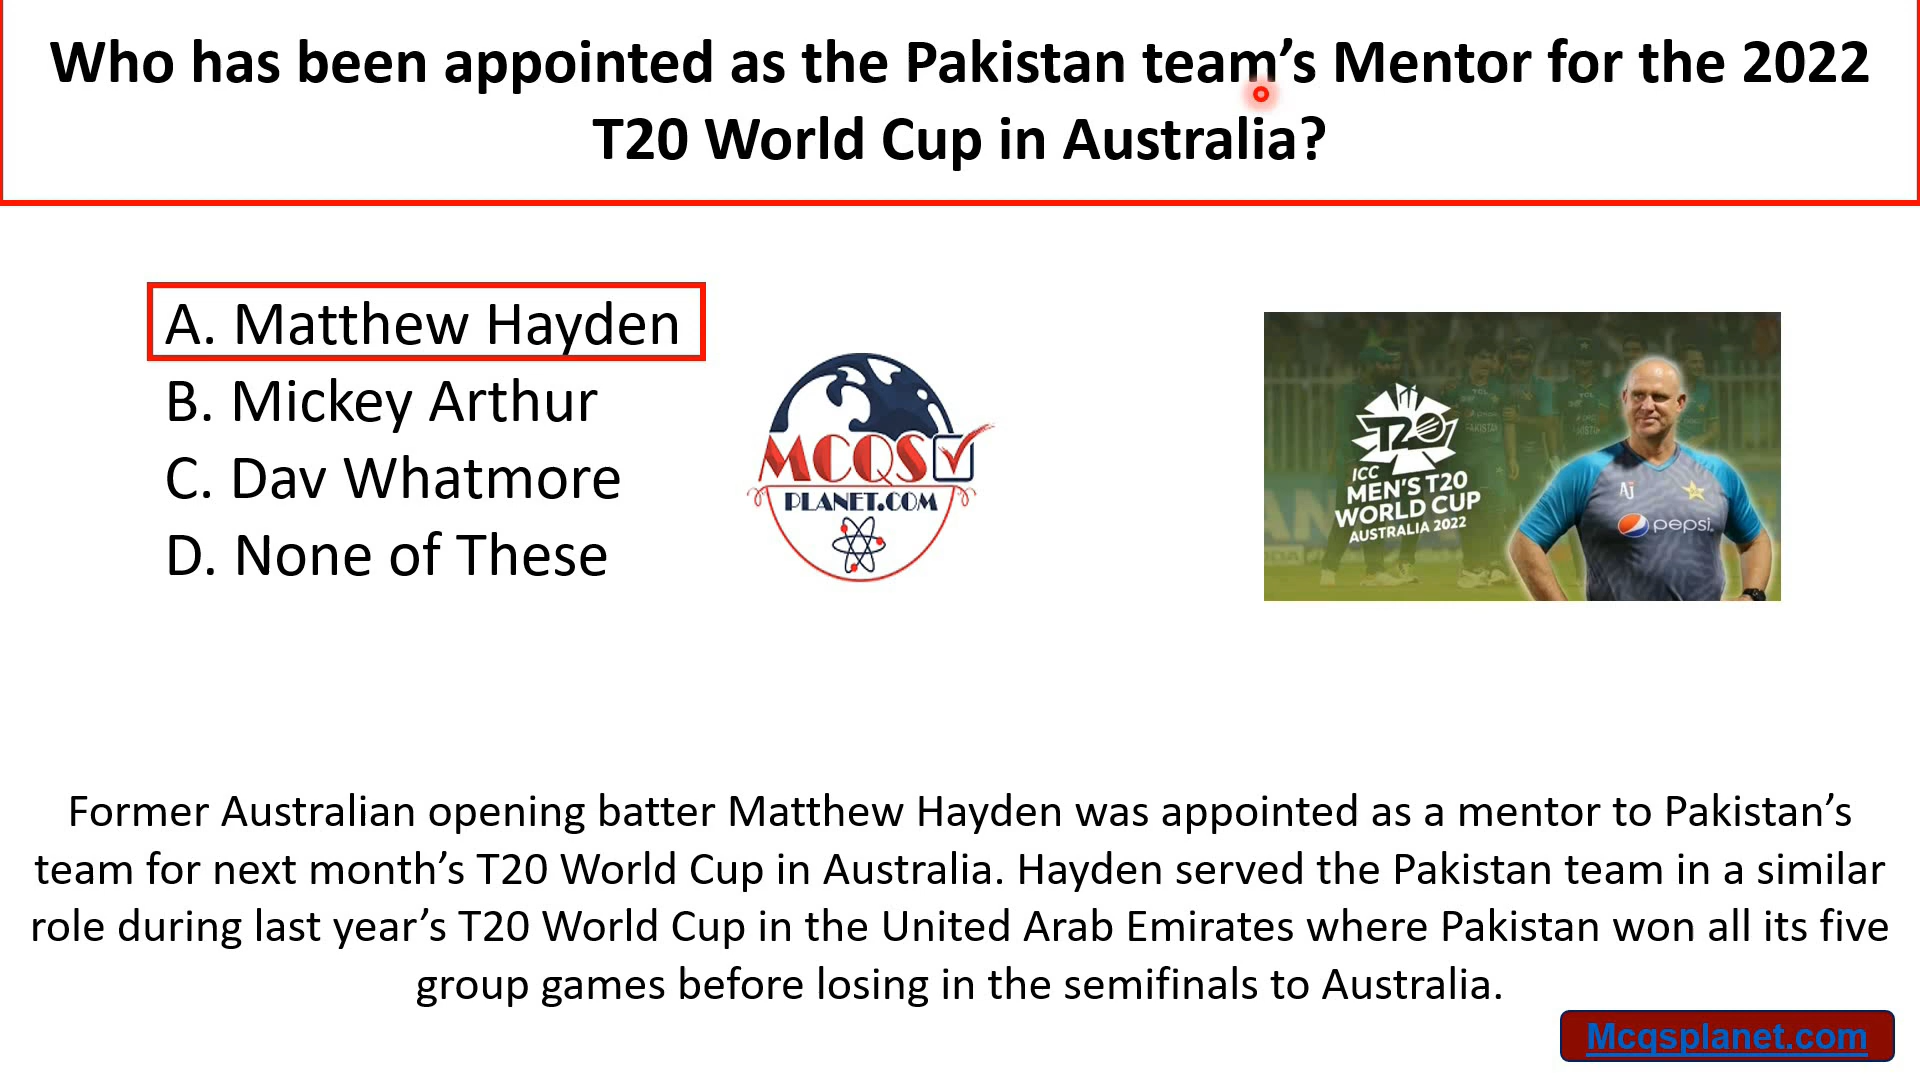 Who has been appointed as the Pakistan team’s Mentor for the 2022
T20 World Cup in Australia?
A. Matthew Hayden
B. Mickey Arthur
C. Dav Whatmore
D. None of These
MCQS
PLANET.COM
T20
ICC
MEN'S T20
WORLD CUP
AUSTRALIA 2022
AJ
pepsi
Former Australian opening batter Matthew Hayden was appointed as a mentor to Pakistan’s
team for next month’s T20 World Cup in Australia. Hayden served the Pakistan team in a similar
role during last year’s T20 World Cup in the United Arab Emirates where Pakistan won all its five
group games before losing in the semifinals to Australia.
Mcqsplanet.com